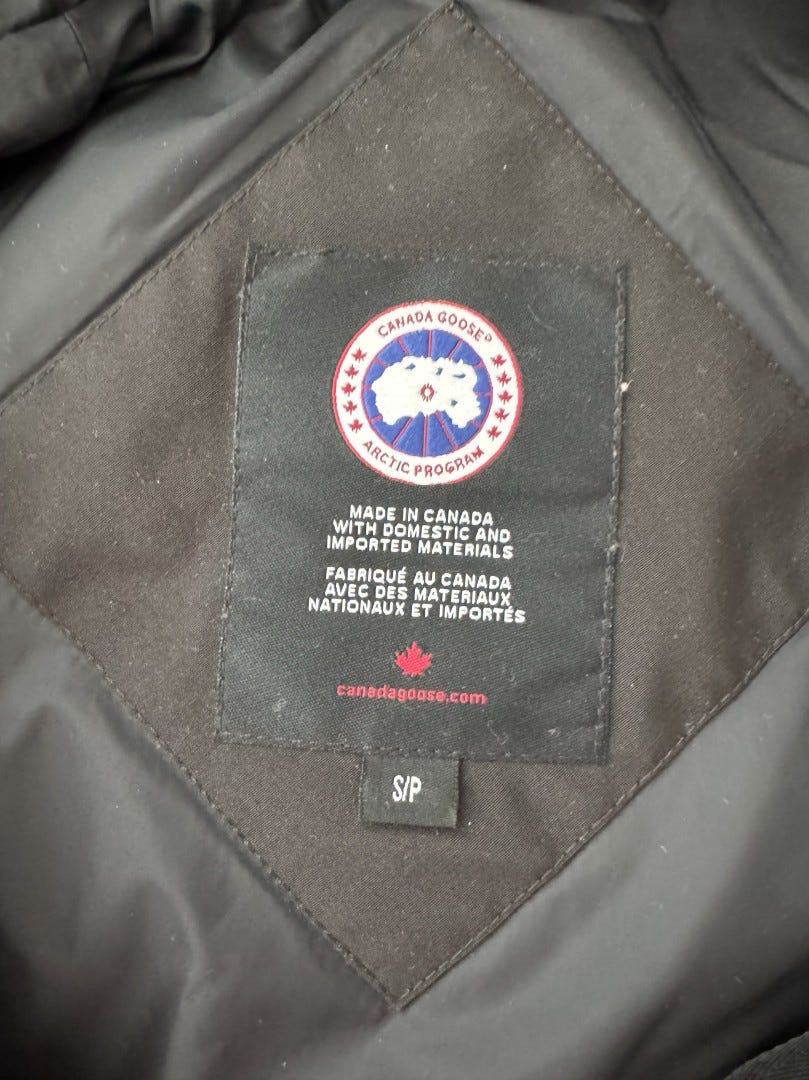 CANADA GOOSE®
ARCTIC PROGRAM
MADE IN CANADA
WITH DOMESTIC AND
IMPORTED MATERIALS
FABRIQUÉ AU CANADA
AVEC DES MATERIAUX
NATIONAUX ET IMPORTÉS
canadagoose.com
S/P